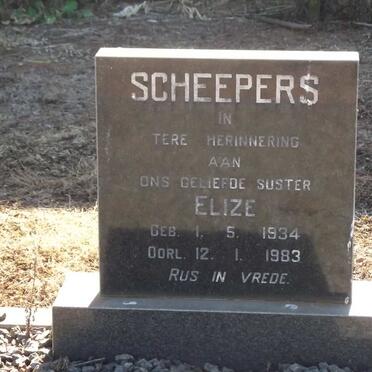 SCHEEPERS
IN
TERE HERINNERING
AAN
ONS GELIEFDE SUSTER
ELIZE
GEB. 1. 5. 1934
OORL. 12. 1. 1983
RUS IN VREDE.